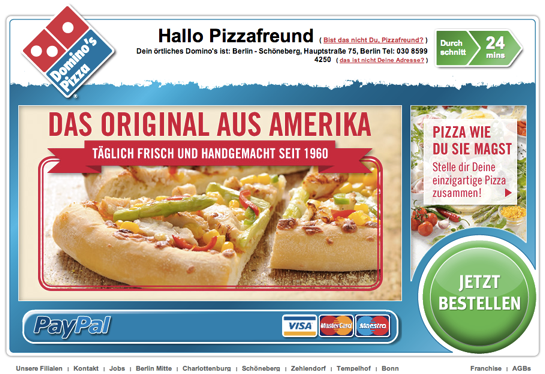 Domino's
Pizza
Hallo Pizzafreund ( Bist das nicht Du, Pizzafreund? )
Dein örtliches Domino's ist: Berlin - Schöneberg, Hauptstraße 75, Berlin Tel: 030 8599
4250 ( das ist nicht Deine Adresse? )
Durch
schnitt
24
mins
DAS ORIGINAL AUS AMERIKA
TÄGLICH FRISCH UND HANDGEMACHT SEIT 1960
PIZZA WIE
DU SIE MAGST
Stelle dir Deine
einzigartige Pizza
zusammen!
JETZT
BESTELLEN
PayPal
VISA MasterCard Maestro
Unsere Filialen | Kontakt | Jobs | Berlin Mitte | Charlottenburg | Schöneberg | Zehlendorf | Tempelhof | Bonn
Franchise | AGBs